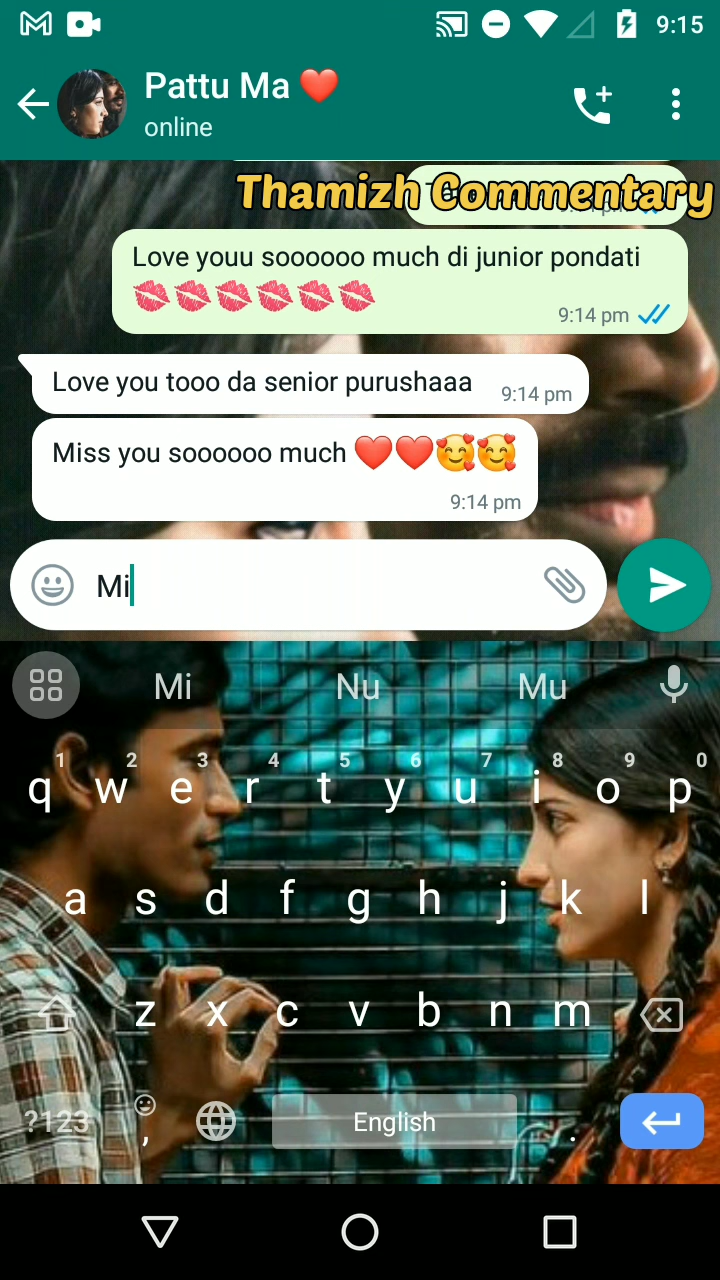 9:15
Pattu Ma ❤️
online
Thamizh Commentary
Love youu soooooo much di junior pondati
💋💋💋💋💋💋
9:14 pm
Love you tooo da senior purushaaa
9:14 pm
Miss you soooooo much ❤️❤️🥰🥰
9:14 pm
Mi
Mi Nu Mu
1 2 3 4 5 6 7 8 9 0
q w e r t y u i o p
a s d f g h j k l
z x c v b n m
?123 , English .